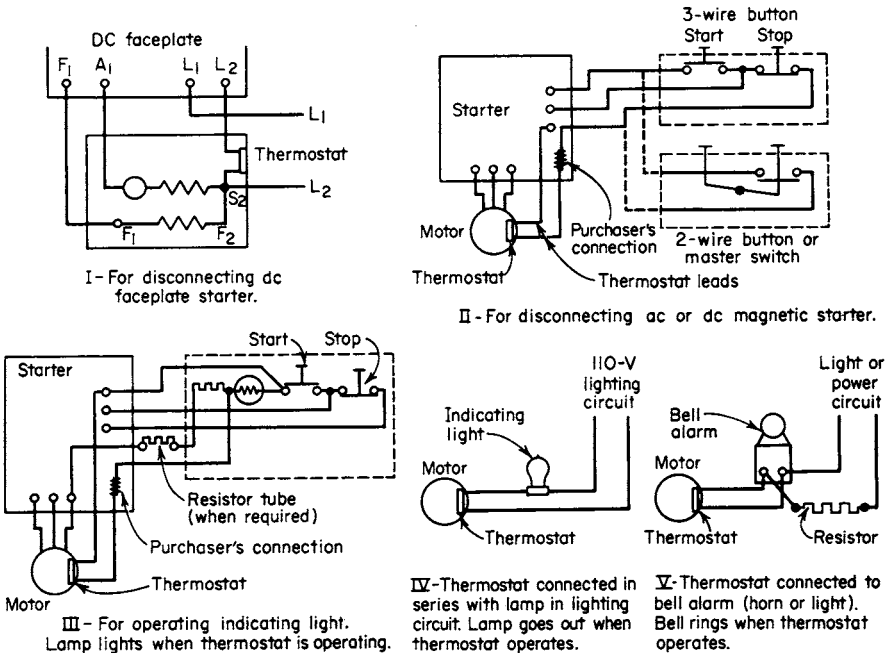 DC faceplate
F1 A1 L1 L2
L1
Thermostat
S2
L2
F1 F2
I-For disconnecting dc
faceplate starter.
3-wire button
Start Stop
Starter
Motor
Purchaser's
connection
2-wire button or
master switch
Thermostat
Thermostat leads
II-For disconnecting ac or dc magnetic starter.
Start Stop
Starter
Resistor tube
(when required)
Purchaser's connection
Thermostat
Motor
III- For operating indicating light.
Lamp lights when thermostat is operating.
110-V
lighting
circuit
Indicating
light
Motor
Thermostat
IV-Thermostat connected in
series with lamp in lighting
circuit. Lamp goes out when
thermostat operates.
Light or
power
circuit
Bell
alarm
Motor
Thermostat
Resistor
V-Thermostat connected to
bell alarm (horn or light).
Bell rings when thermostat
operates.